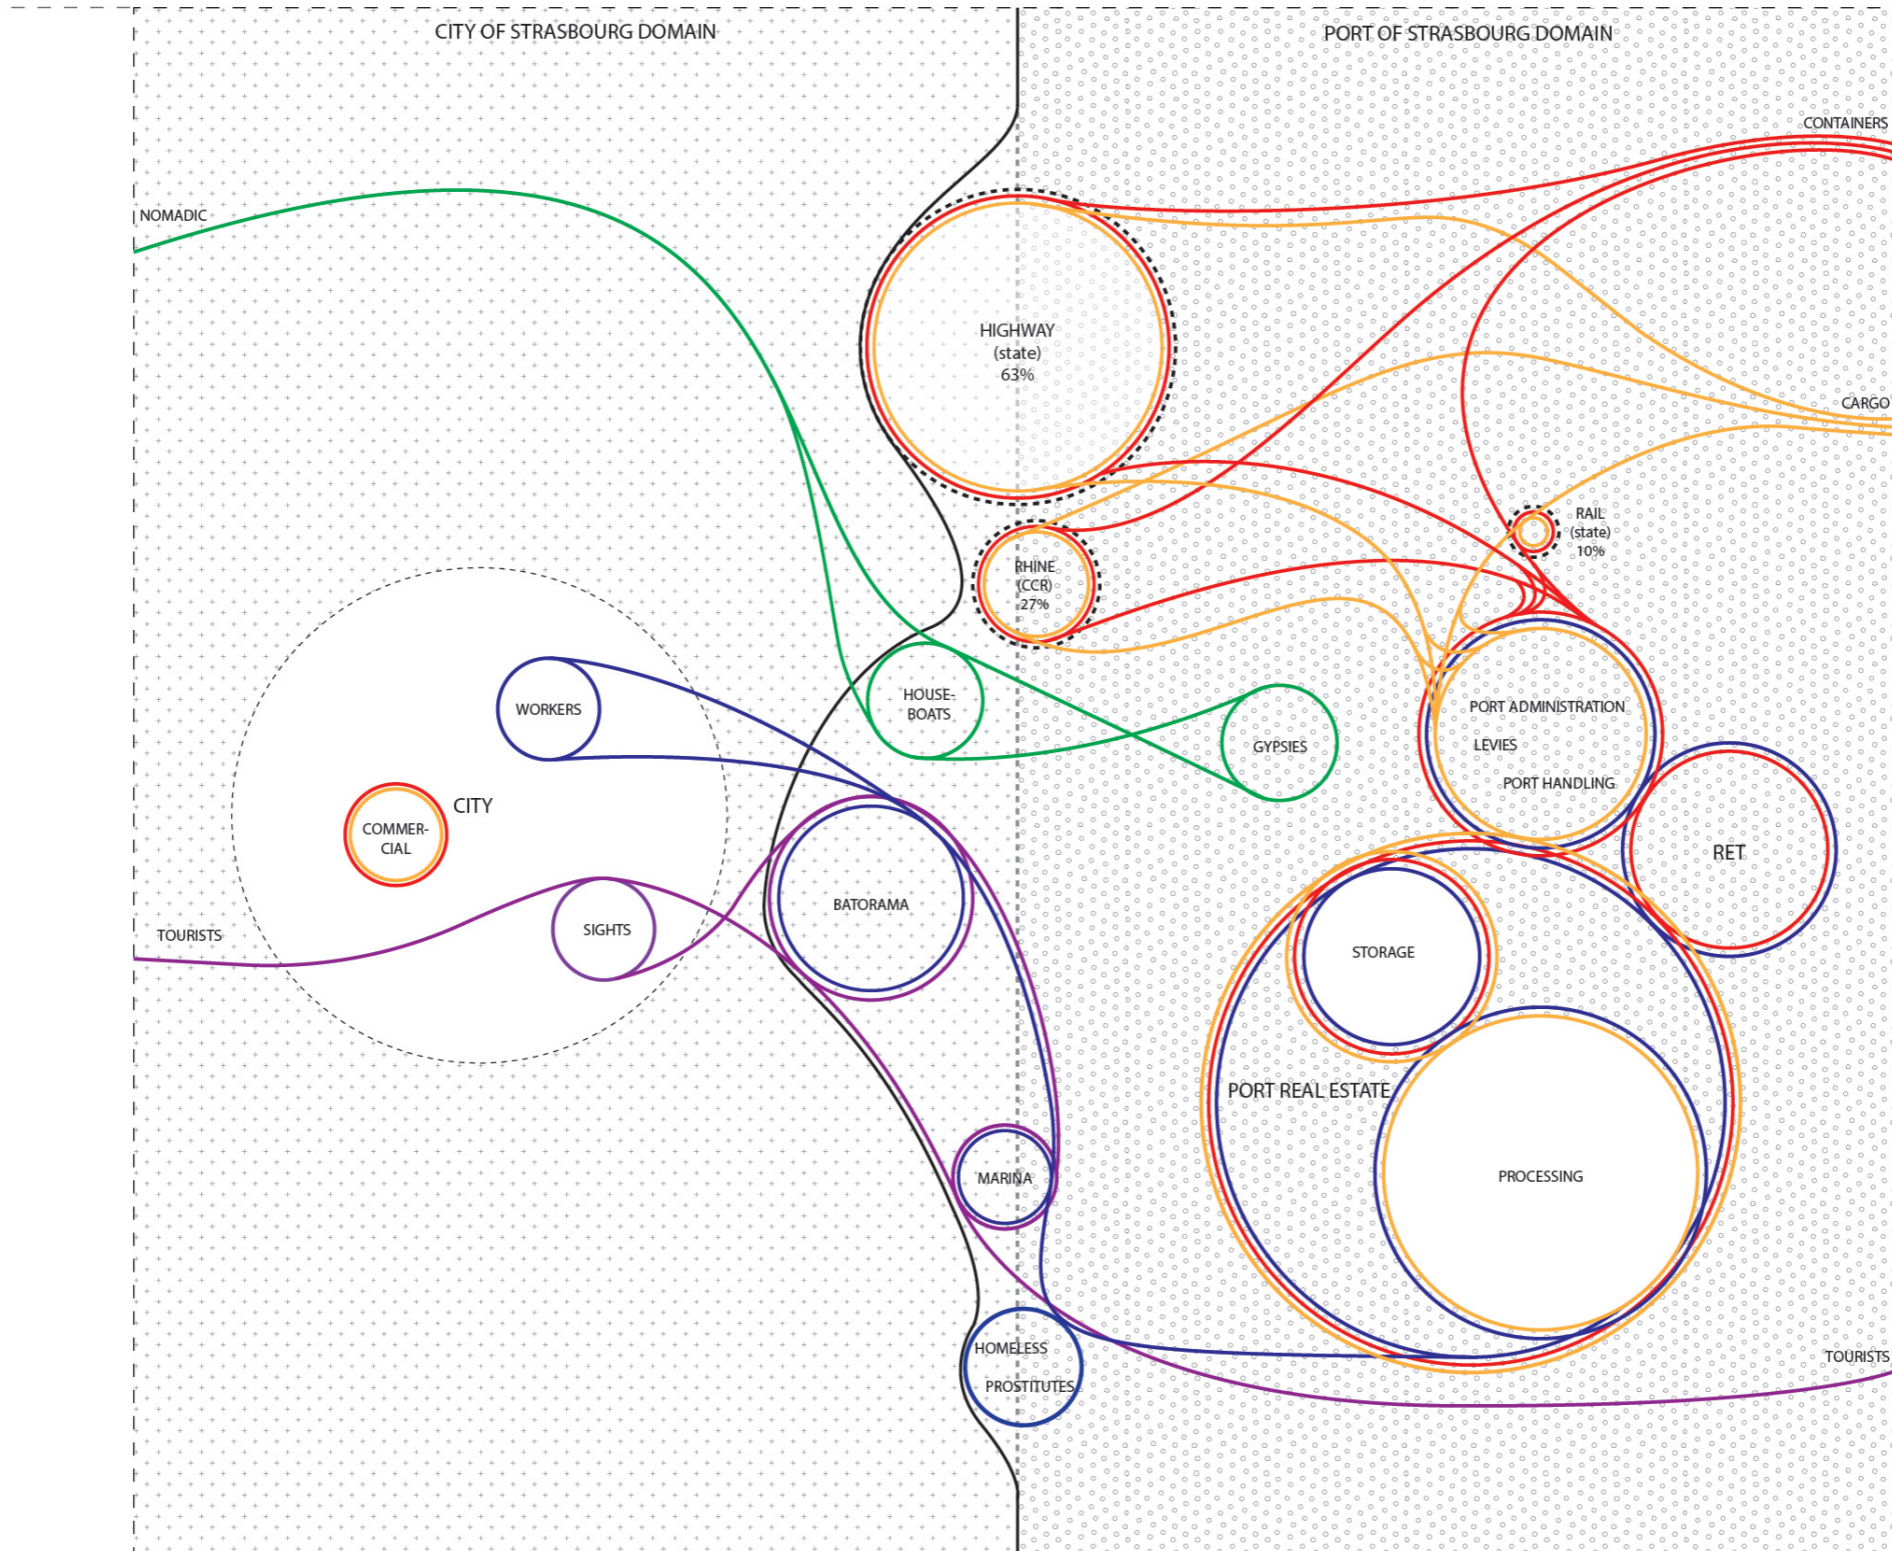 CITY OF STRASBOURG DOMAIN
PORT OF STRASBOURG DOMAIN
CONTAINERS
NOMADIC
HIGHWAY
(state)
63%
CARGO
RAIL
(state)
10%
RHINE
(CCR)
27%
WORKERS
HOUSE-
BOATS
GYPSIES
PORT ADMINISTRATION
LEVIES
PORT HANDLING
CITY
COMMER-
CIAL
RET
BATORAMA
SIGHTS
TOURISTS
STORAGE
PORT REAL ESTATE
MARINA
PROCESSING
HOMELESS
PROSTITUTES
TOURISTS